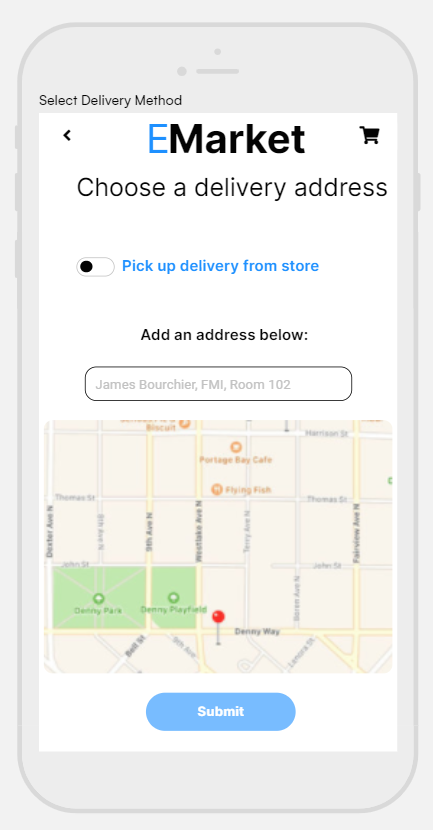 Select Delivery Method
EMarket
Choose a delivery address
Pick up delivery from store
Add an address below:
James Bourchier, FMI, Room 102
Biscuit
Harrison St
Portage Bay Cafe
Flying Fish
Thomas St
Thomas St
Dexter Ave N
8th Ave N
9th Ave N
Westlake Ave N
Terry Ave N
Fairview Ave N
John St
John St
Boren Ave N
Denny Park
Denny Playfield
Denny Way
Bell St
9th Ave
Lenora St
Submit